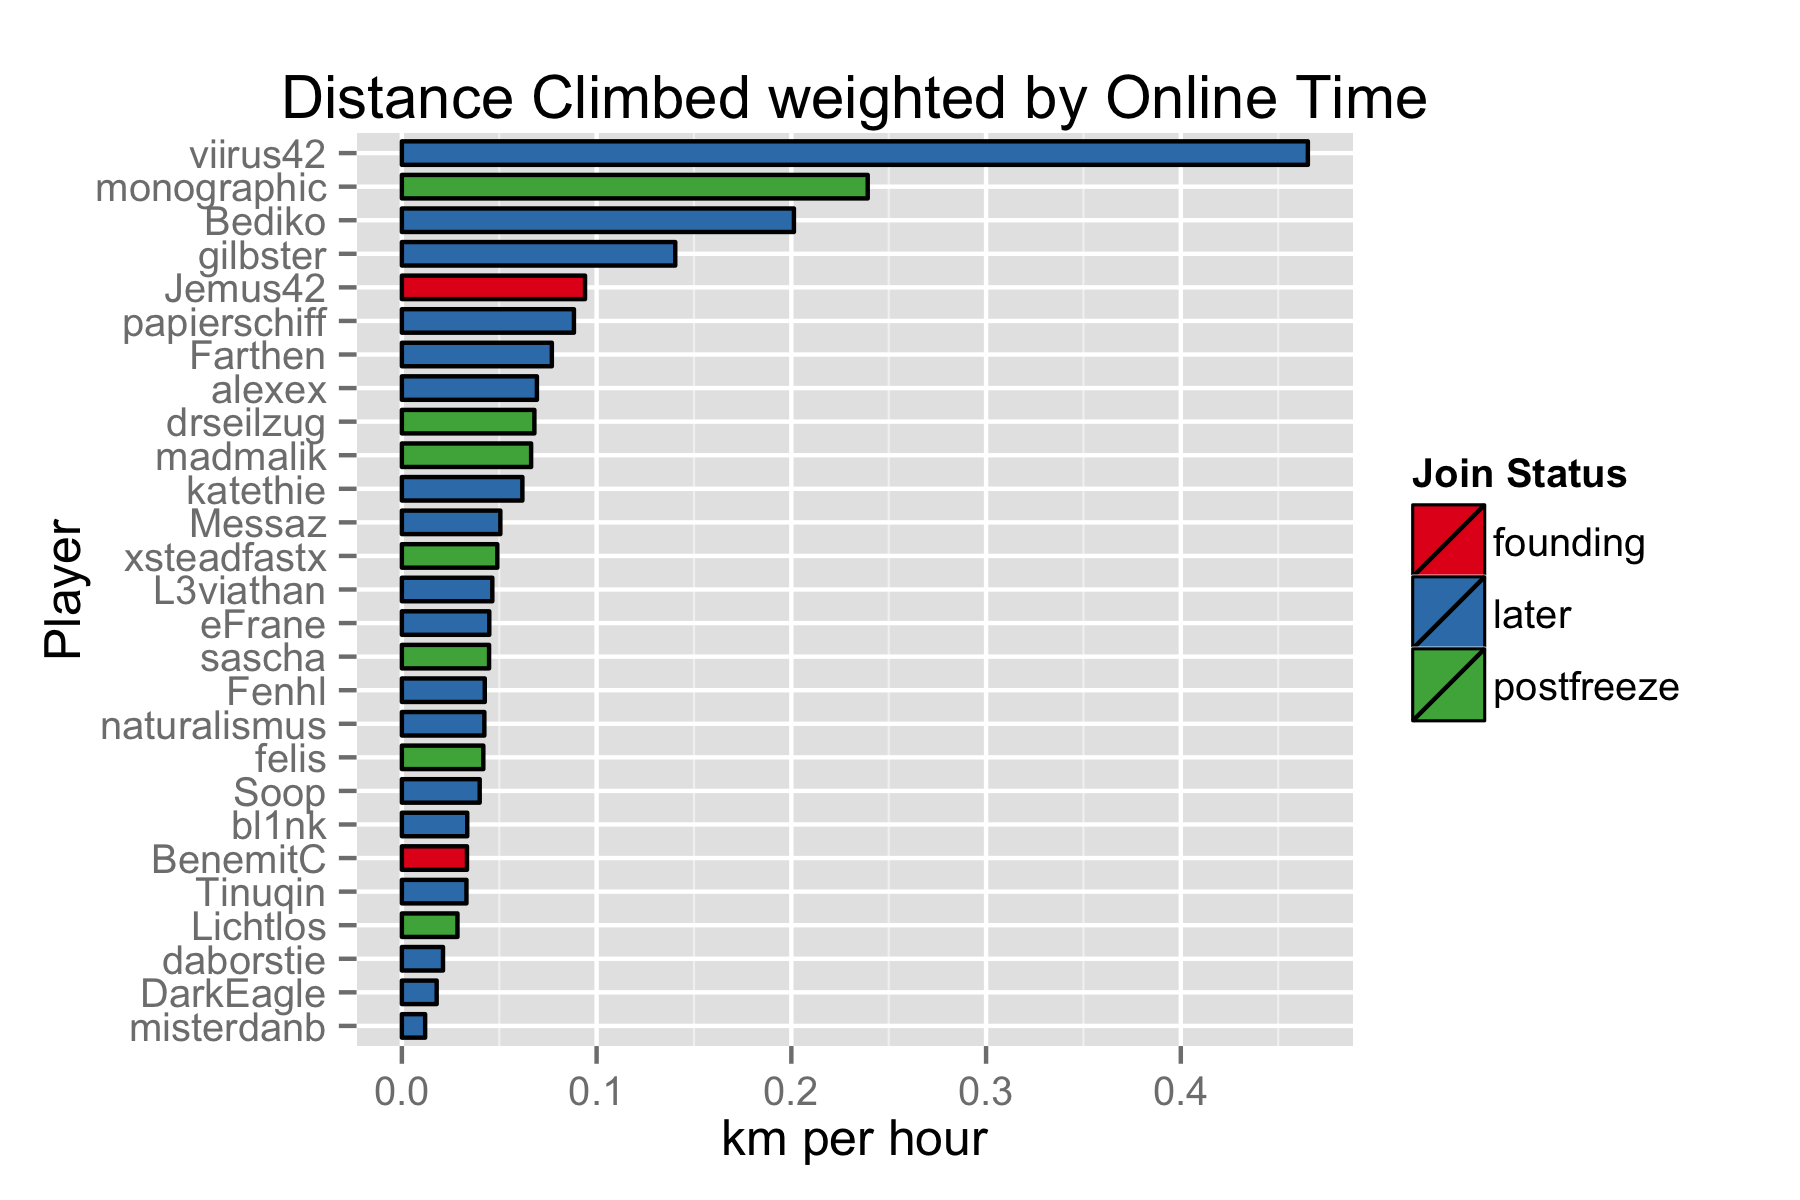 Distance Climbed weighted by Online Time
viirus42
monographic
Bediko
gilbster
Jemus42
papierschiff
Farthen
alexex
drseilzug
madmalik
katethie
Messaz
xsteadfastx
L3viathan
eFrane
sascha
Fenhl
naturalismus
felis
Soop
bl1nk
BenemitC
Tinuqin
Lichtlos
daborstie
DarkEagle
misterdanb
Player
0.0 0.1 0.2 0.3 0.4
km per hour
Join Status
founding
later
postfreeze